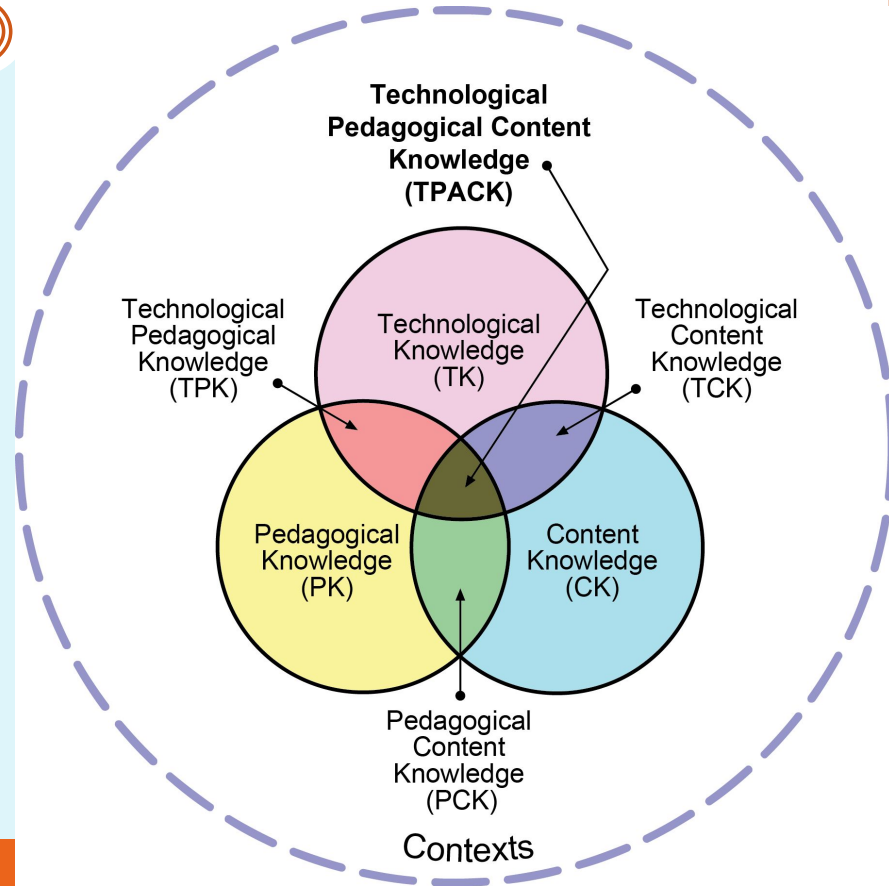 Technological
Pedagogical Content
Knowledge
(TPACK)
Technological
Pedagogical
Knowledge
(TPK)
Technological
Knowledge
(TK)
Technological
Content
Knowledge
(TCK)
Pedagogical
Knowledge
(PK)
Content
Knowledge
(CK)
Pedagogical
Content
Knowledge
(PCK)
Contexts